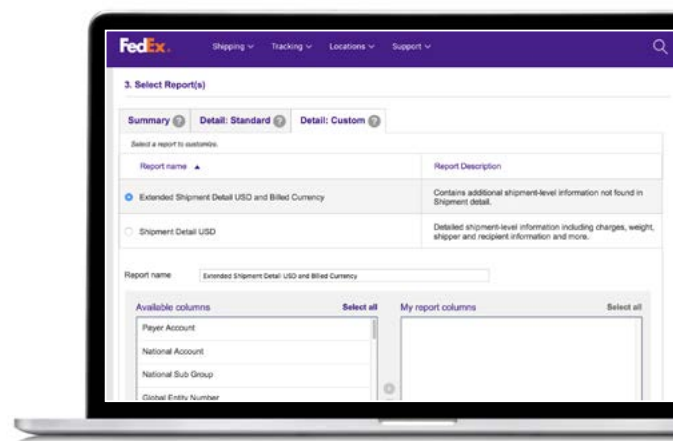 FedEx. Shipping Tracking Locations Support
3. Select Report(s)
Summary ? Detail: Standard ? Detail: Custom ?
Select a report to customize.
Report name Report Description
Extended Shipment Detail USD and Billed Currency
Contains additional shipment-level information not found in
Shipment detail.
Shipment Detail USD
Detailed shipment-level information including charges, weight,
shipper and recipient information and more.
Report name Extended Shipment Detail USD and Billed Currency
Available columns Select all My report columns Select all
Payer Account
National Account
National Sub Group
Global Entity Number